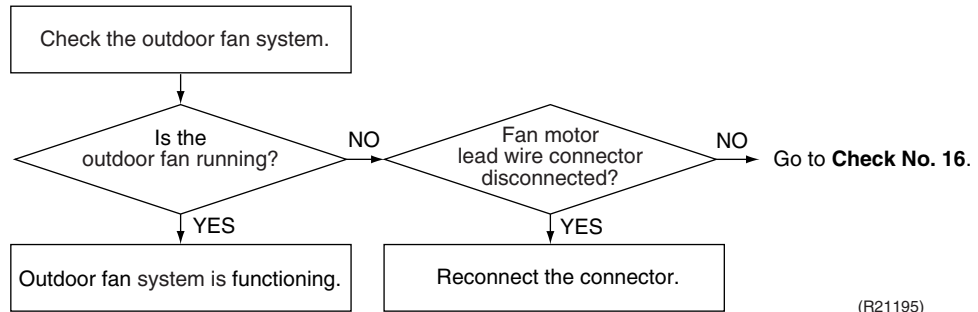 Check the outdoor fan system.
Is the
outdoor fan running?
NO
Fan motor
lead wire connector
disconnected?
NO
Go to Check No. 16.
YES
YES
Outdoor fan system is functioning.
Reconnect the connector.
(R21195)